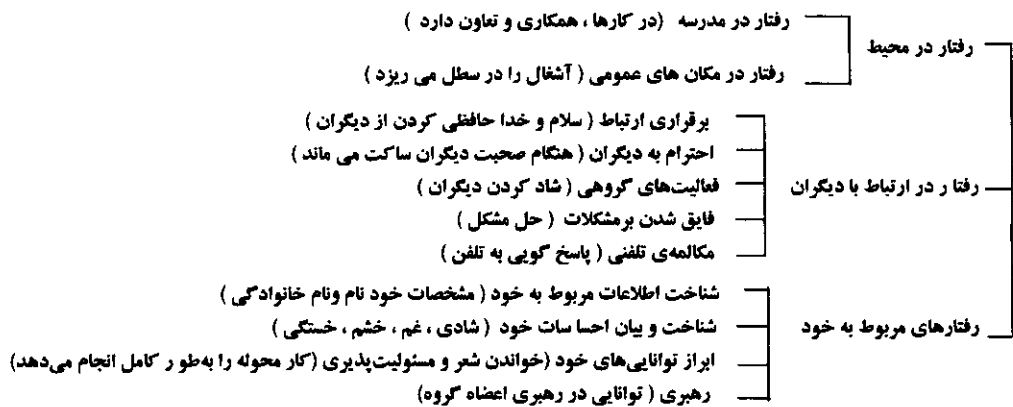 رفتار در مدرسه (در کارها ، همکاری و تعاون دارد )
رفتار در محیط
رفتار در مکان های عمومی ( آشغال را در سطل می ریزد )
برقراری ارتباط ( سلام و خدا حافظی کردن از دیگران )
احترام به دیگران ( هنگام صحبت دیگران ساکت می ماند )
رفتا ر در ارتباط با دیگران
فعالیت‌های گروهی ( شاد کردن دیگران )
فایق شدن برمشکلات ( حل مشکل )
مکالمه‌ی تلفنی ( پاسخ گویی به تلفن )
شناخت اطلاعات مربوط به خود ( مشخصات خود نام ونام خانوادگی )
شناخت و بیان احسا سات خود ( شادی ، غم ، خشم ، خستگی )
رفتارهای مربوط به خود
ابراز توانایی‌های خود (خواندن شعر و مسئولیت‌پذیری (کار محوله را به‌طو ر کامل انجام می‌دهد)
رهبری ( توانایی در رهبری اعضاء گروه)